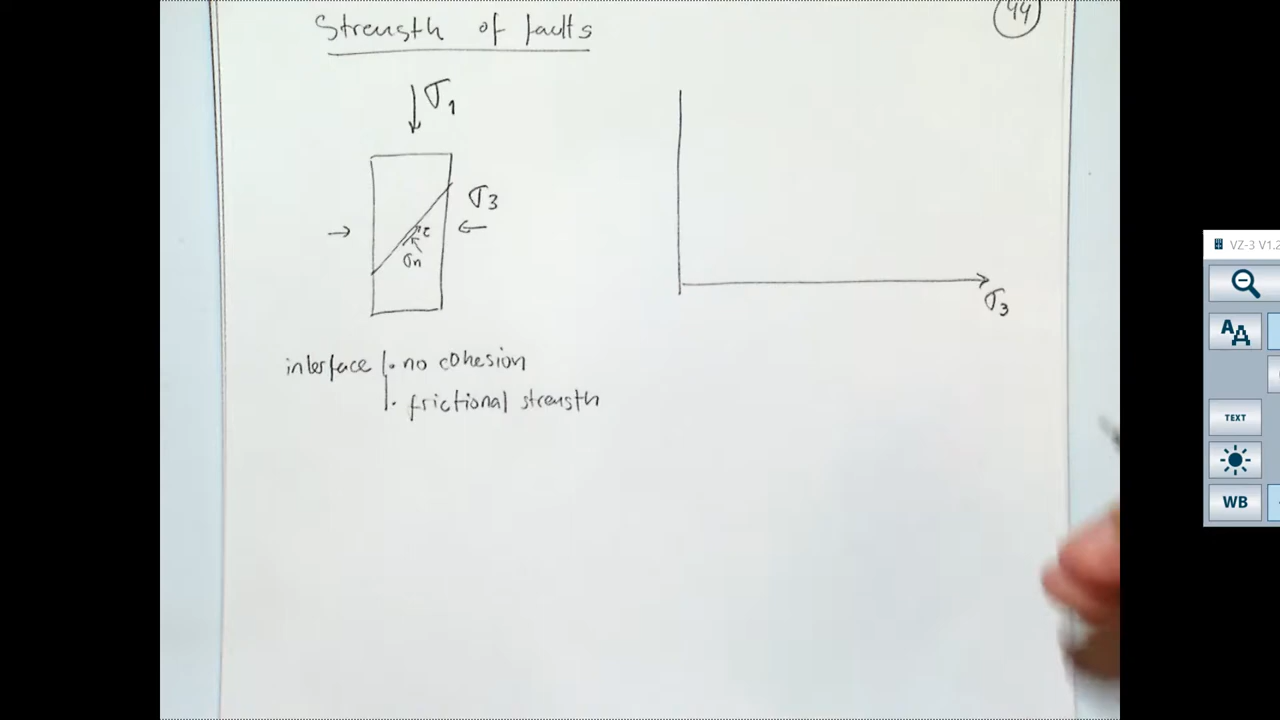 Strength of faults
44
σ1
σ3
τ
σn
σ3
interface
· no cohesion
· frictional strength
VZ-3 V1.2
AA
TEXT
WB